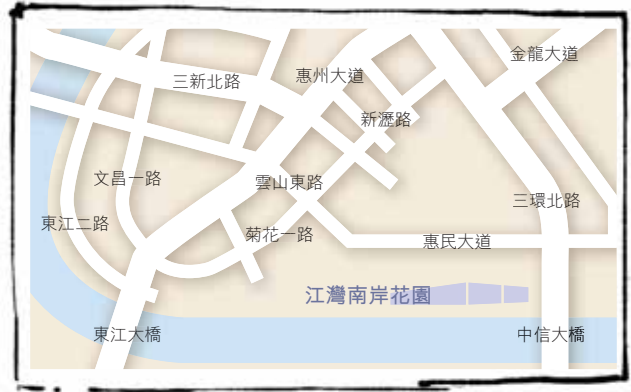 金龍大道
三新北路
惠州大道
新瀝路
文昌一路
雲山東路
三環北路
東江二路
菊花一路
惠民大道
江灣南岸花園
東江大橋
中信大橋